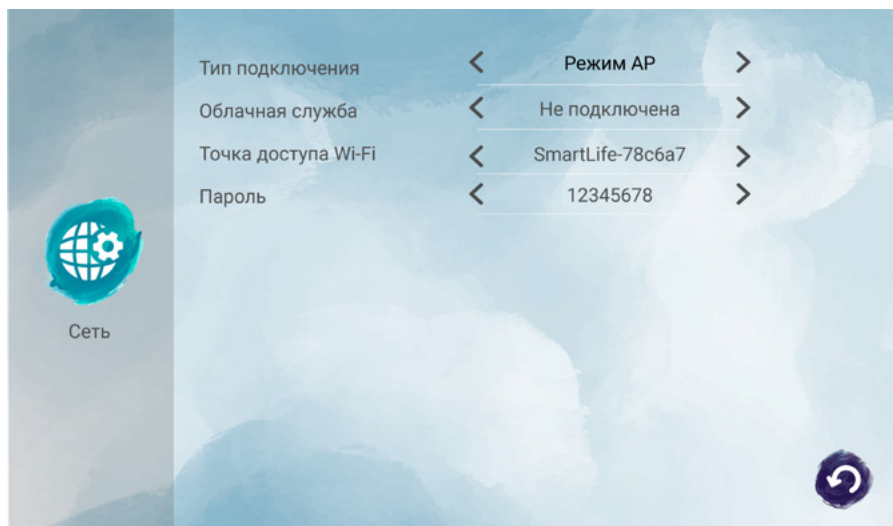 Тип подключения Режим AP
Облачная служба Не подключена
Точка доступа Wi-Fi SmartLife-78c6a7
Пароль 12345678
Сеть